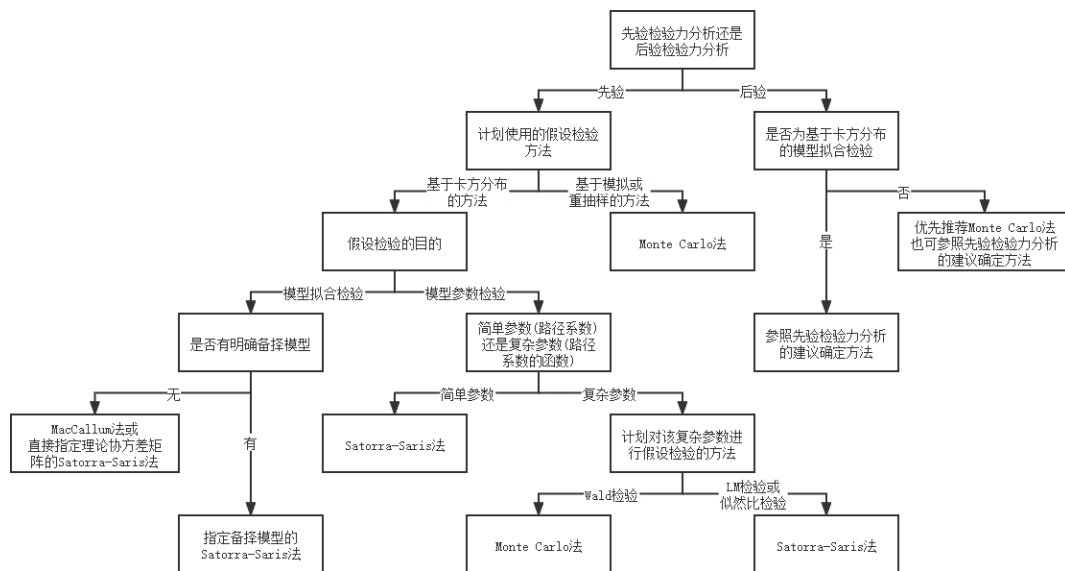 先验检验力分析还是
后验检验力分析
先验
后验
计划使用的假设检验
方法
是否为基于卡方分布
的模型拟合检验
基于卡方分布
的方法
基于模拟或
重抽样的方法
否
假设检验的目的
Monte Carlo法
是
优先推荐Monte Carlo法
也可参照先验检验力分析
的建议确定方法
模型拟合检验
模型参数检验
是否有明确备择模型
简单参数(路径系数)
还是复杂参数(路径
系数的函数)
参照先验检验力分析
的建议确定方法
无
简单参数
复杂参数
MacCallum法或
直接指定理论协方差矩
阵的Satorra-Saris法
有
Satorra-Saris法
计划对该复杂参数进
行假设检验的方法
Wald检验
LM检验或
似然比检验
指定备择模型的
Satorra-Saris法
Monte Carlo法
Satorra-Saris法